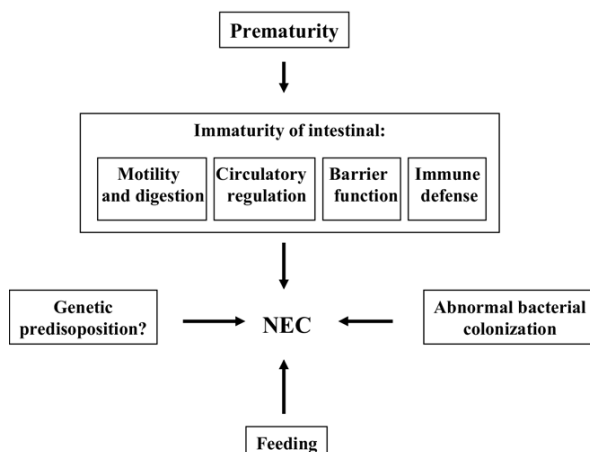 Prematurity
Immaturity of intestinal:
Motility
and digestion
Circulatory
regulation
Barrier
function
Immune
defense
Genetic
predisoposition?
NEC
Abnormal bacterial
colonization
Feeding